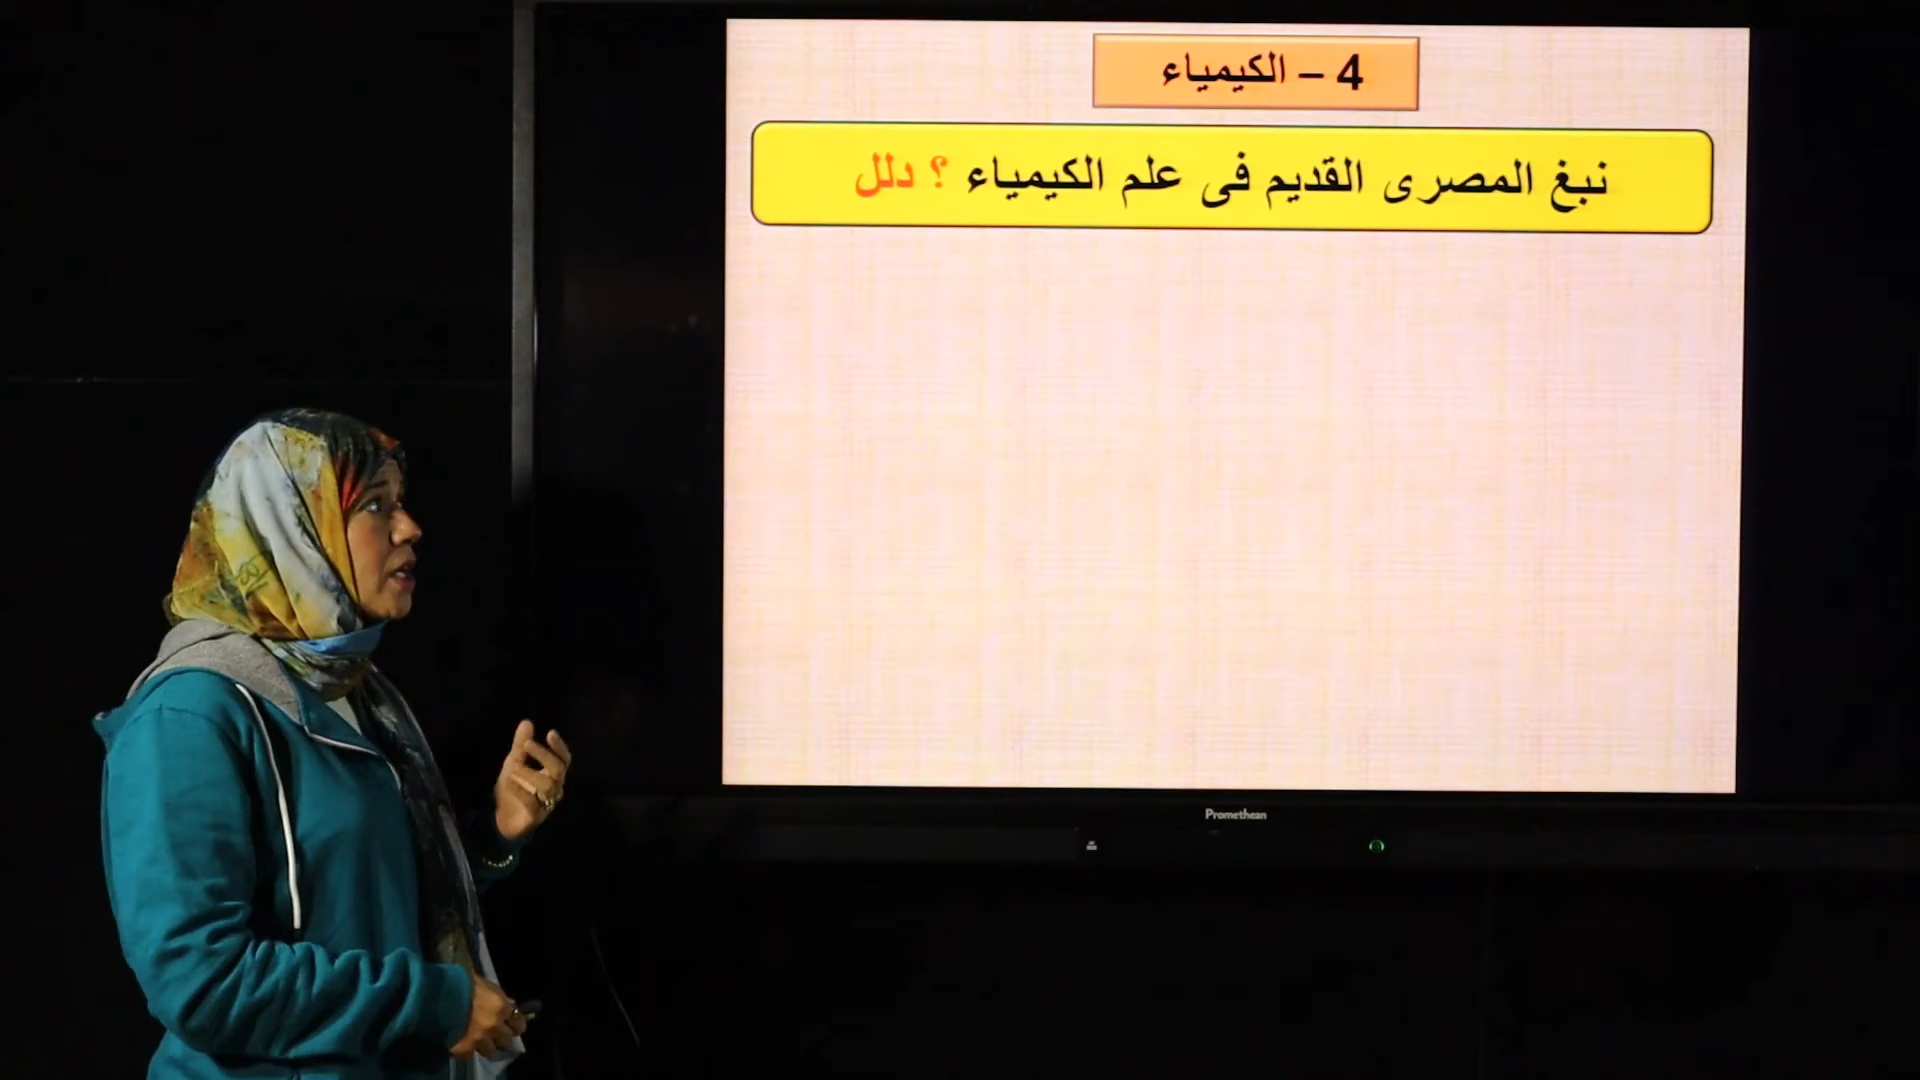 4 – الكيمياء
نبغ المصرى القديم فى علم الكيمياء ؟ دلل
Promethean